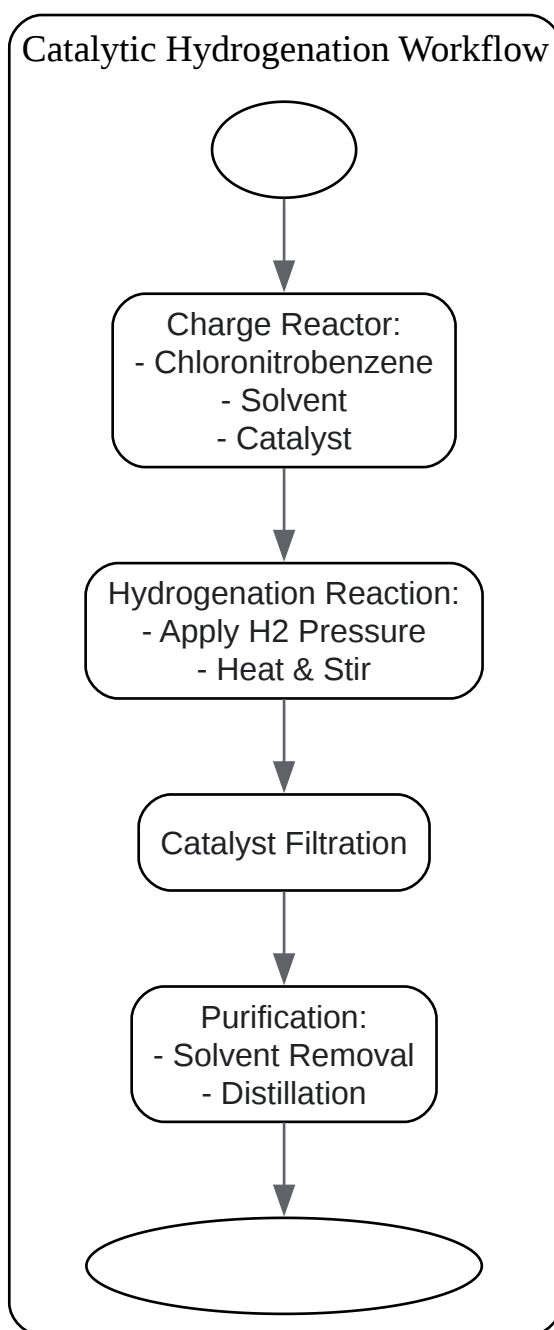 Catalytic Hydrogenation Workflow
Charge Reactor:
- Chloronitrobenzene
- Solvent
- Catalyst
Hydrogenation Reaction:
- Apply H2 Pressure
- Heat & Stir
Catalyst Filtration
Purification:
- Solvent Removal
- Distillation